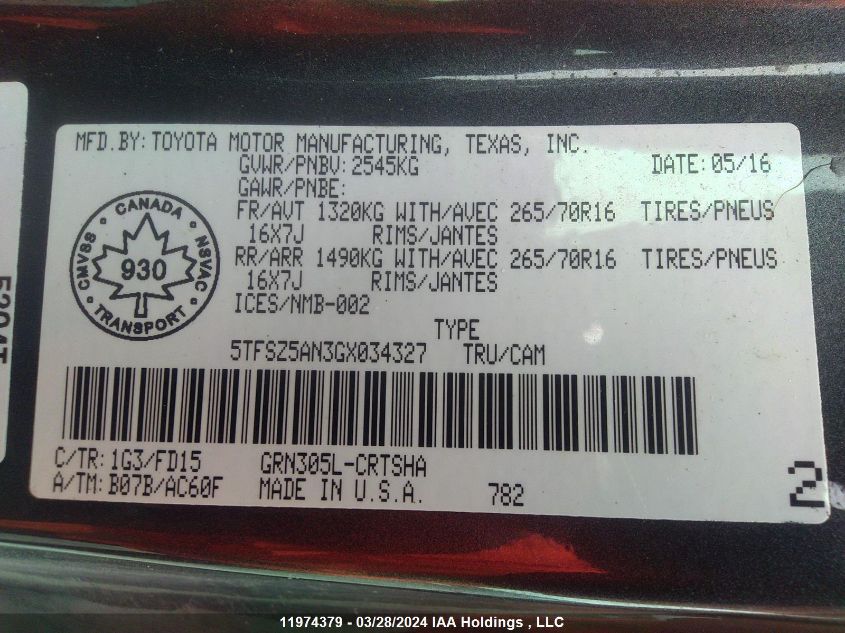 MFD.BY: TOYOTA MOTOR MANUFACTURING, TEXAS, INC.
GVWR/PNBV: 2545KG DATE: 05/16
GAWR/PNBE:
FR/AVT 1320KG WITH/AVEC 265/70R16 TIRES/PNEUS
16X7J RIMS/JANTES
RR/ARR 1490KG WITH/AVEC 265/70R16 TIRES/PNEUS
16X7J RIMS/JANTES
ICES/NMB-002
CANADA
CMVSS 930 NSVAC
TRANSPORT
TYPE
5TFSZ5AN3GX034327 TRU/CAM
C/TR: 1G3/FD15 GRN305L-CRTSHA
A/TM: B07B/AC60F MADE IN U.S.A. 782
2
11974379 - 03/28/2024 IAA Holdings , LLC